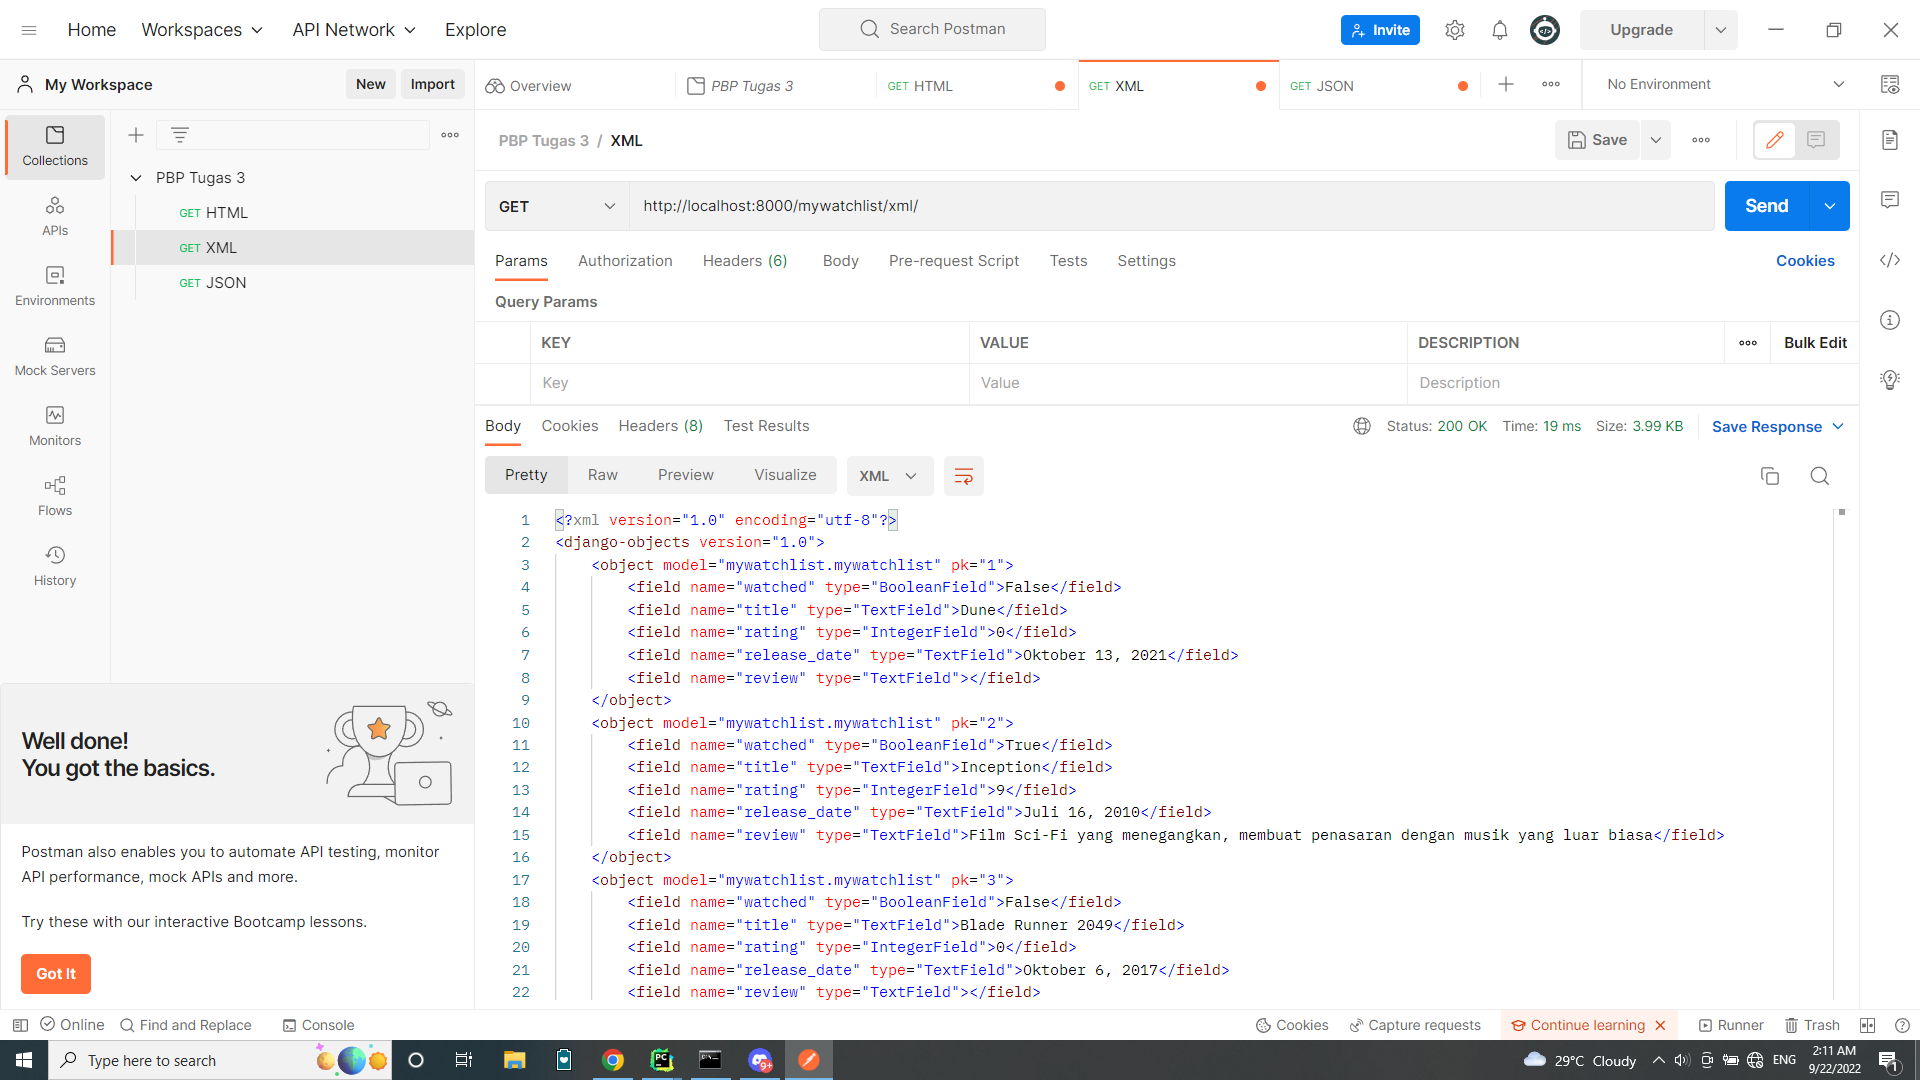 Home
Workspaces
API Network
Explore
Search Postman
Invite
Upgrade
My Workspace
New
Import
Overview
PBP Tugas 3
GET HTML
GET XML
GET JSON
No Environment
Collections
APIs
Environments
Mock Servers
Monitors
Flows
History
PBP Tugas 3
GET HTML
GET XML
GET JSON
PBP Tugas 3 / XML
Save
GET
http://localhost:8000/mywatchlist/xml/
Send
Params
Authorization
Headers (6)
Body
Pre-request Script
Tests
Settings
Cookies
Query Params
KEY
VALUE
DESCRIPTION
Bulk Edit
Key
Value
Description
Body
Cookies
Headers (8)
Test Results
Status: 200 OK
Time: 19 ms
Size: 3.99 KB
Save Response
Pretty
Raw
Preview
Visualize
XML
1 <?xml version="1.0" encoding="utf-8"?>
2 <django-objects version="1.0">
3 <object model="mywatchlist.mywatchlist" pk="1">
4 <field name="watched" type="BooleanField">False</field>
5 <field name="title" type="TextField">Dune</field>
6 <field name="rating" type="IntegerField">0</field>
7 <field name="release_date" type="TextField">Oktober 13, 2021</field>
8 <field name="review" type="TextField"></field>
9 </object>
10 <object model="mywatchlist.mywatchlist" pk="2">
11 <field name="watched" type="BooleanField">True</field>
12 <field name="title" type="TextField">Inception</field>
13 <field name="rating" type="IntegerField">9</field>
14 <field name="release_date" type="TextField">Juli 16, 2010</field>
15 <field name="review" type="TextField">Film Sci-Fi yang menegangkan, membuat penasaran dengan musik yang luar biasa</field>
16 </object>
17 <object model="mywatchlist.mywatchlist" pk="3">
18 <field name="watched" type="BooleanField">False</field>
19 <field name="title" type="TextField">Blade Runner 2049</field>
20 <field name="rating" type="IntegerField">0</field>
21 <field name="release_date" type="TextField">Oktober 6, 2017</field>
22 <field name="review" type="TextField"></field>
Well done!
You got the basics.
Postman also enables you to automate API testing, monitor
API performance, mock APIs and more.
Try these with our interactive Bootcamp lessons.
Got It
Online
Find and Replace
Console
Cookies
Capture requests
Continue learning
Runner
Trash
Type here to search
PC
9+
29°C Cloudy
ENG
2:11 AM
9/22/2022
1